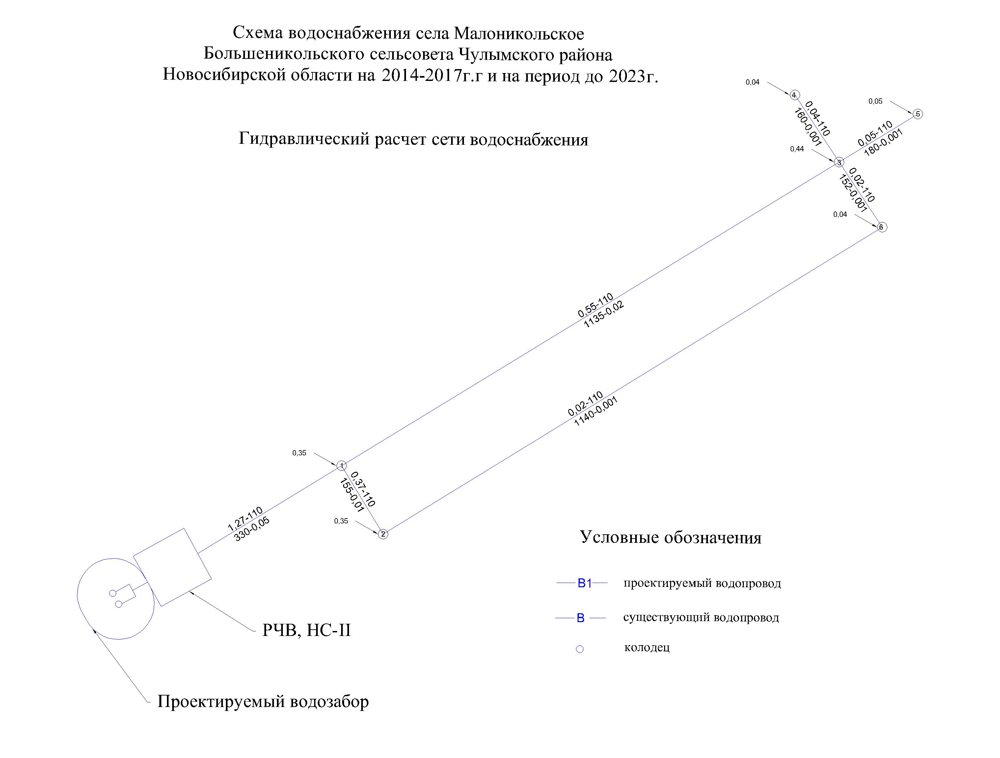 Схема водоснабжения села Малоникольское
Большеникольского сельсовета Чулымского района
Новосибирской области на 2014-2017г.г и на период до 2023г.
Гидравлический расчет сети водоснабжения
0,04
4
0,04-110
160-0,001
0,05
5
0,05-110
180-0,001
0,44
3
0,02-110
152-0,001
0,04
6
0,55-110
1135-0,02
0,02-110
1140-0,001
0,35
1
0,37-110
155-0,01
0,35
2
1,27-110
330-0,05
РЧВ, НС-II
Проектируемый водозабор
Условные обозначения
В1 проектируемый водопровод
В существующий водопровод
колодец